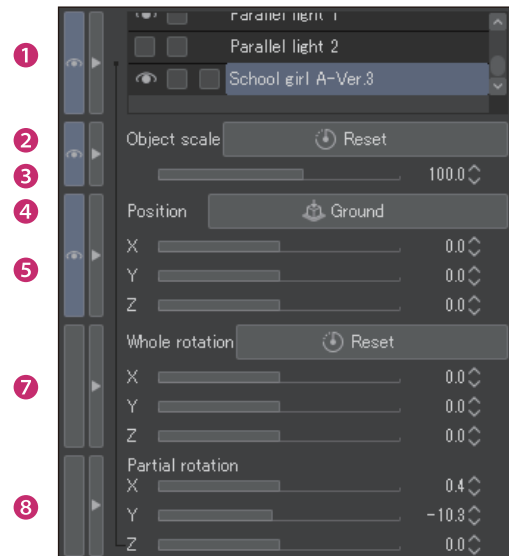 Parallel light 1
1
Parallel light 2
School girl A-Ver.3
2 Object scale Reset
3 100.0
4 Position Ground
X 0.0
5 Y 0.0
Z 0.0
Whole rotation Reset
7 X 0.0
Y 0.0
Z 0.0
Partial rotation
X 0.4
8 Y -10.3
Z 0.0